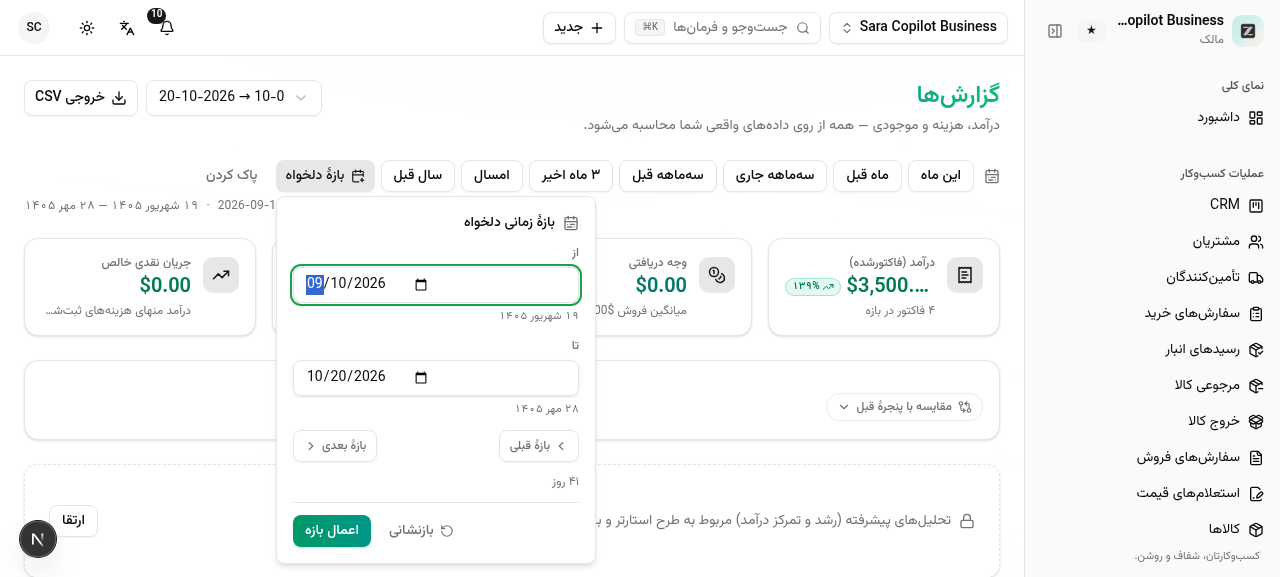 …opilot Business
مالک
نمای کلی
داشبورد
عملیات کسب‌وکار
CRM
مشتریان
تأمین‌کنندگان
سفارش‌های خرید
رسیدهای انبار
مرجوعی کالا
خروج کالا
سفارش‌های فروش
استعلام‌های قیمت
کالاها
کسب‌وکارتان، شفاف و روشن.
Sara Copilot Business
جست‌وجو و فرمان‌ها ⌘K
جدید
10
SC
گزارش‌ها
درآمد، هزینه و موجودی — همه از روی داده‌های واقعی شما محاسبه می‌شود.
20-10-2026 → 10-0
خروجی CSV
این ماه
ماه قبل
سه‌ماهه جاری
سه‌ماهه قبل
۳ ماه اخیر
امسال
سال قبل
بازهٔ دلخواه
پاک کردن
2026-09-1 · ۱۹ شهریور ۱۴۰۵ — ۲۸ مهر ۱۴۰۵
درآمد (فاکتورشده)
$3,500.… ۱۳۹%
۴ فاکتور در بازه
وجه دریافتی
$0.00
میانگین فروش
جریان نقدی خالص
$0.00
درآمد منهای هزینه‌های ثبت‌ش…
مقایسه با پنجرهٔ قبل
تحلیل‌های پیشرفته (رشد و تمرکز درآمد) مربوط به طرح استارتر و
ارتقا
بازهٔ زمانی دلخواه
از
09/10/2026
۱۹ شهریور ۱۴۰۵
تا
10/20/2026
۲۸ مهر ۱۴۰۵
بازهٔ قبلی
بازهٔ بعدی
۴۱ روز
بازنشانی
اعمال بازه
N